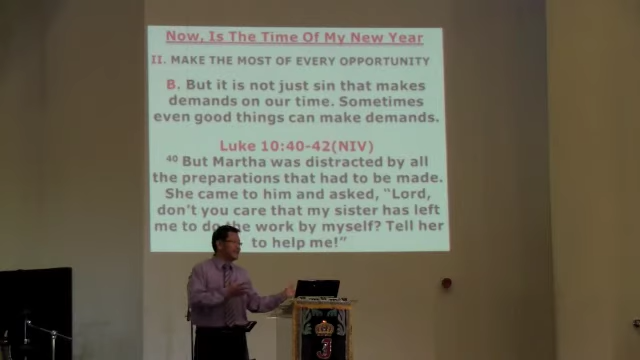 Now, Is The Time Of My New Year
II. MAKE THE MOST OF EVERY OPPORTUNITY
B. But it is not just sin that makes
demands on our time. Sometimes
even good things can make demands.
Luke 10:40-42(NIV)
40 But Martha was distracted by all
the preparations that had to be made.
She came to him and asked, “Lord,
don’t you care that my sister has left
me to do the work by myself? Tell her
to help me!”
J